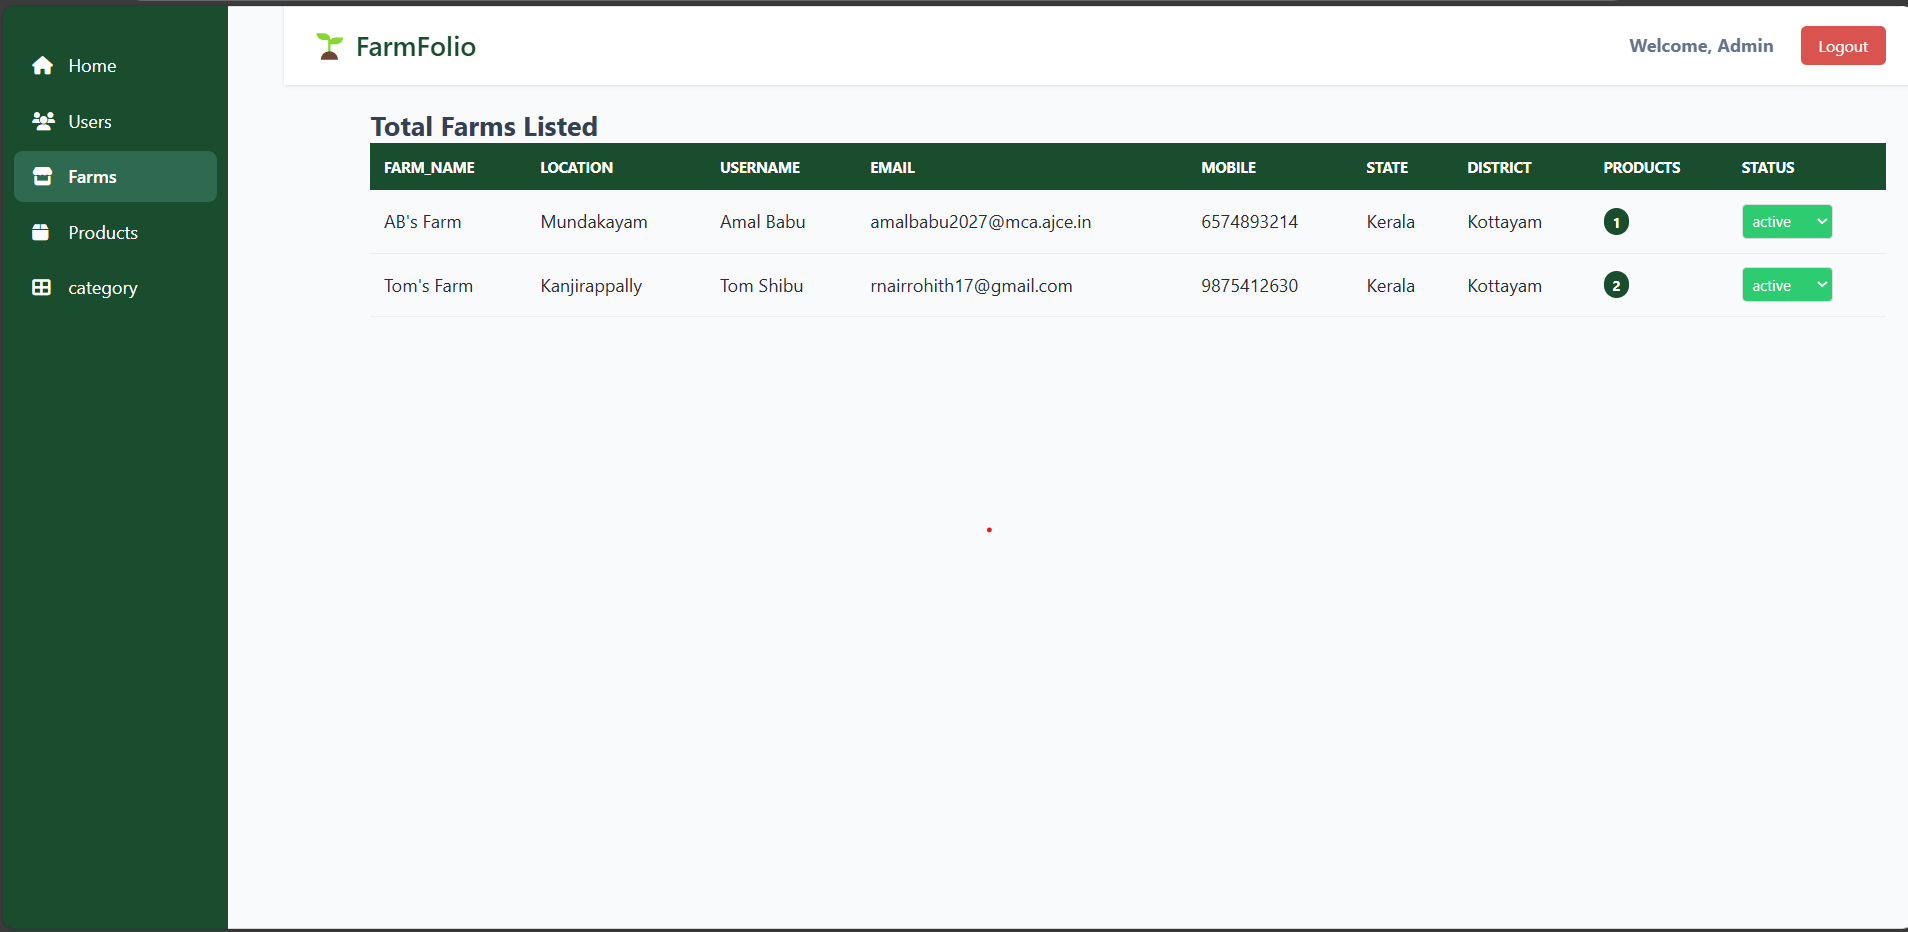 Home
Users
Farms
Products
category
FarmFolio
Welcome, Admin
Logout
Total Farms Listed
FARM_NAME LOCATION USERNAME EMAIL MOBILE STATE DISTRICT PRODUCTS STATUS
AB's Farm Mundakayam Amal Babu amalbabu2027@mca.ajce.in 6574893214 Kerala Kottayam 1 active
Tom's Farm Kanjirappally Tom Shibu rnairrohith17@gmail.com 9875412630 Kerala Kottayam 2 active